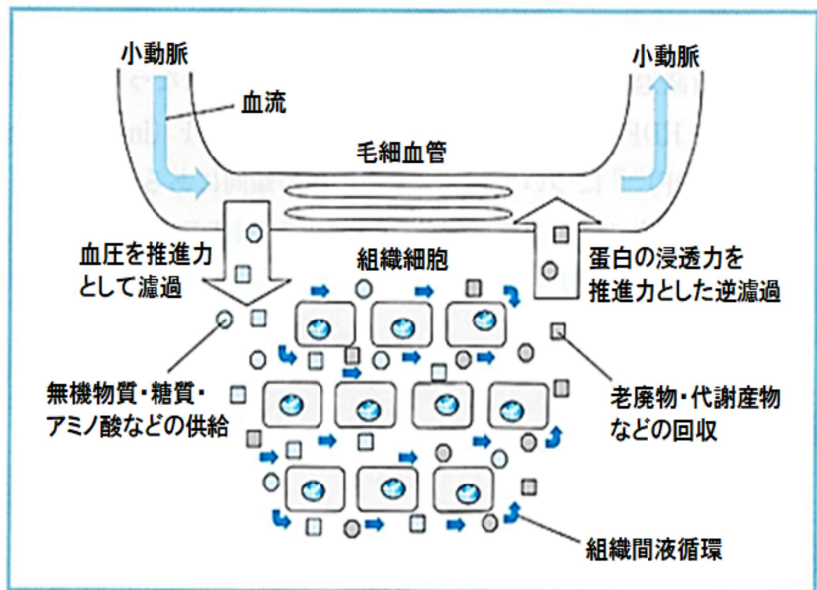 小動脈
小動脈
血流
毛細血管
血圧を推進力
として濾過
組織細胞
蛋白の浸透力を
推進力とした逆濾過
無機物質・糖質・
アミノ酸などの供給
老廃物・代謝産物
などの回収
組織間液循環